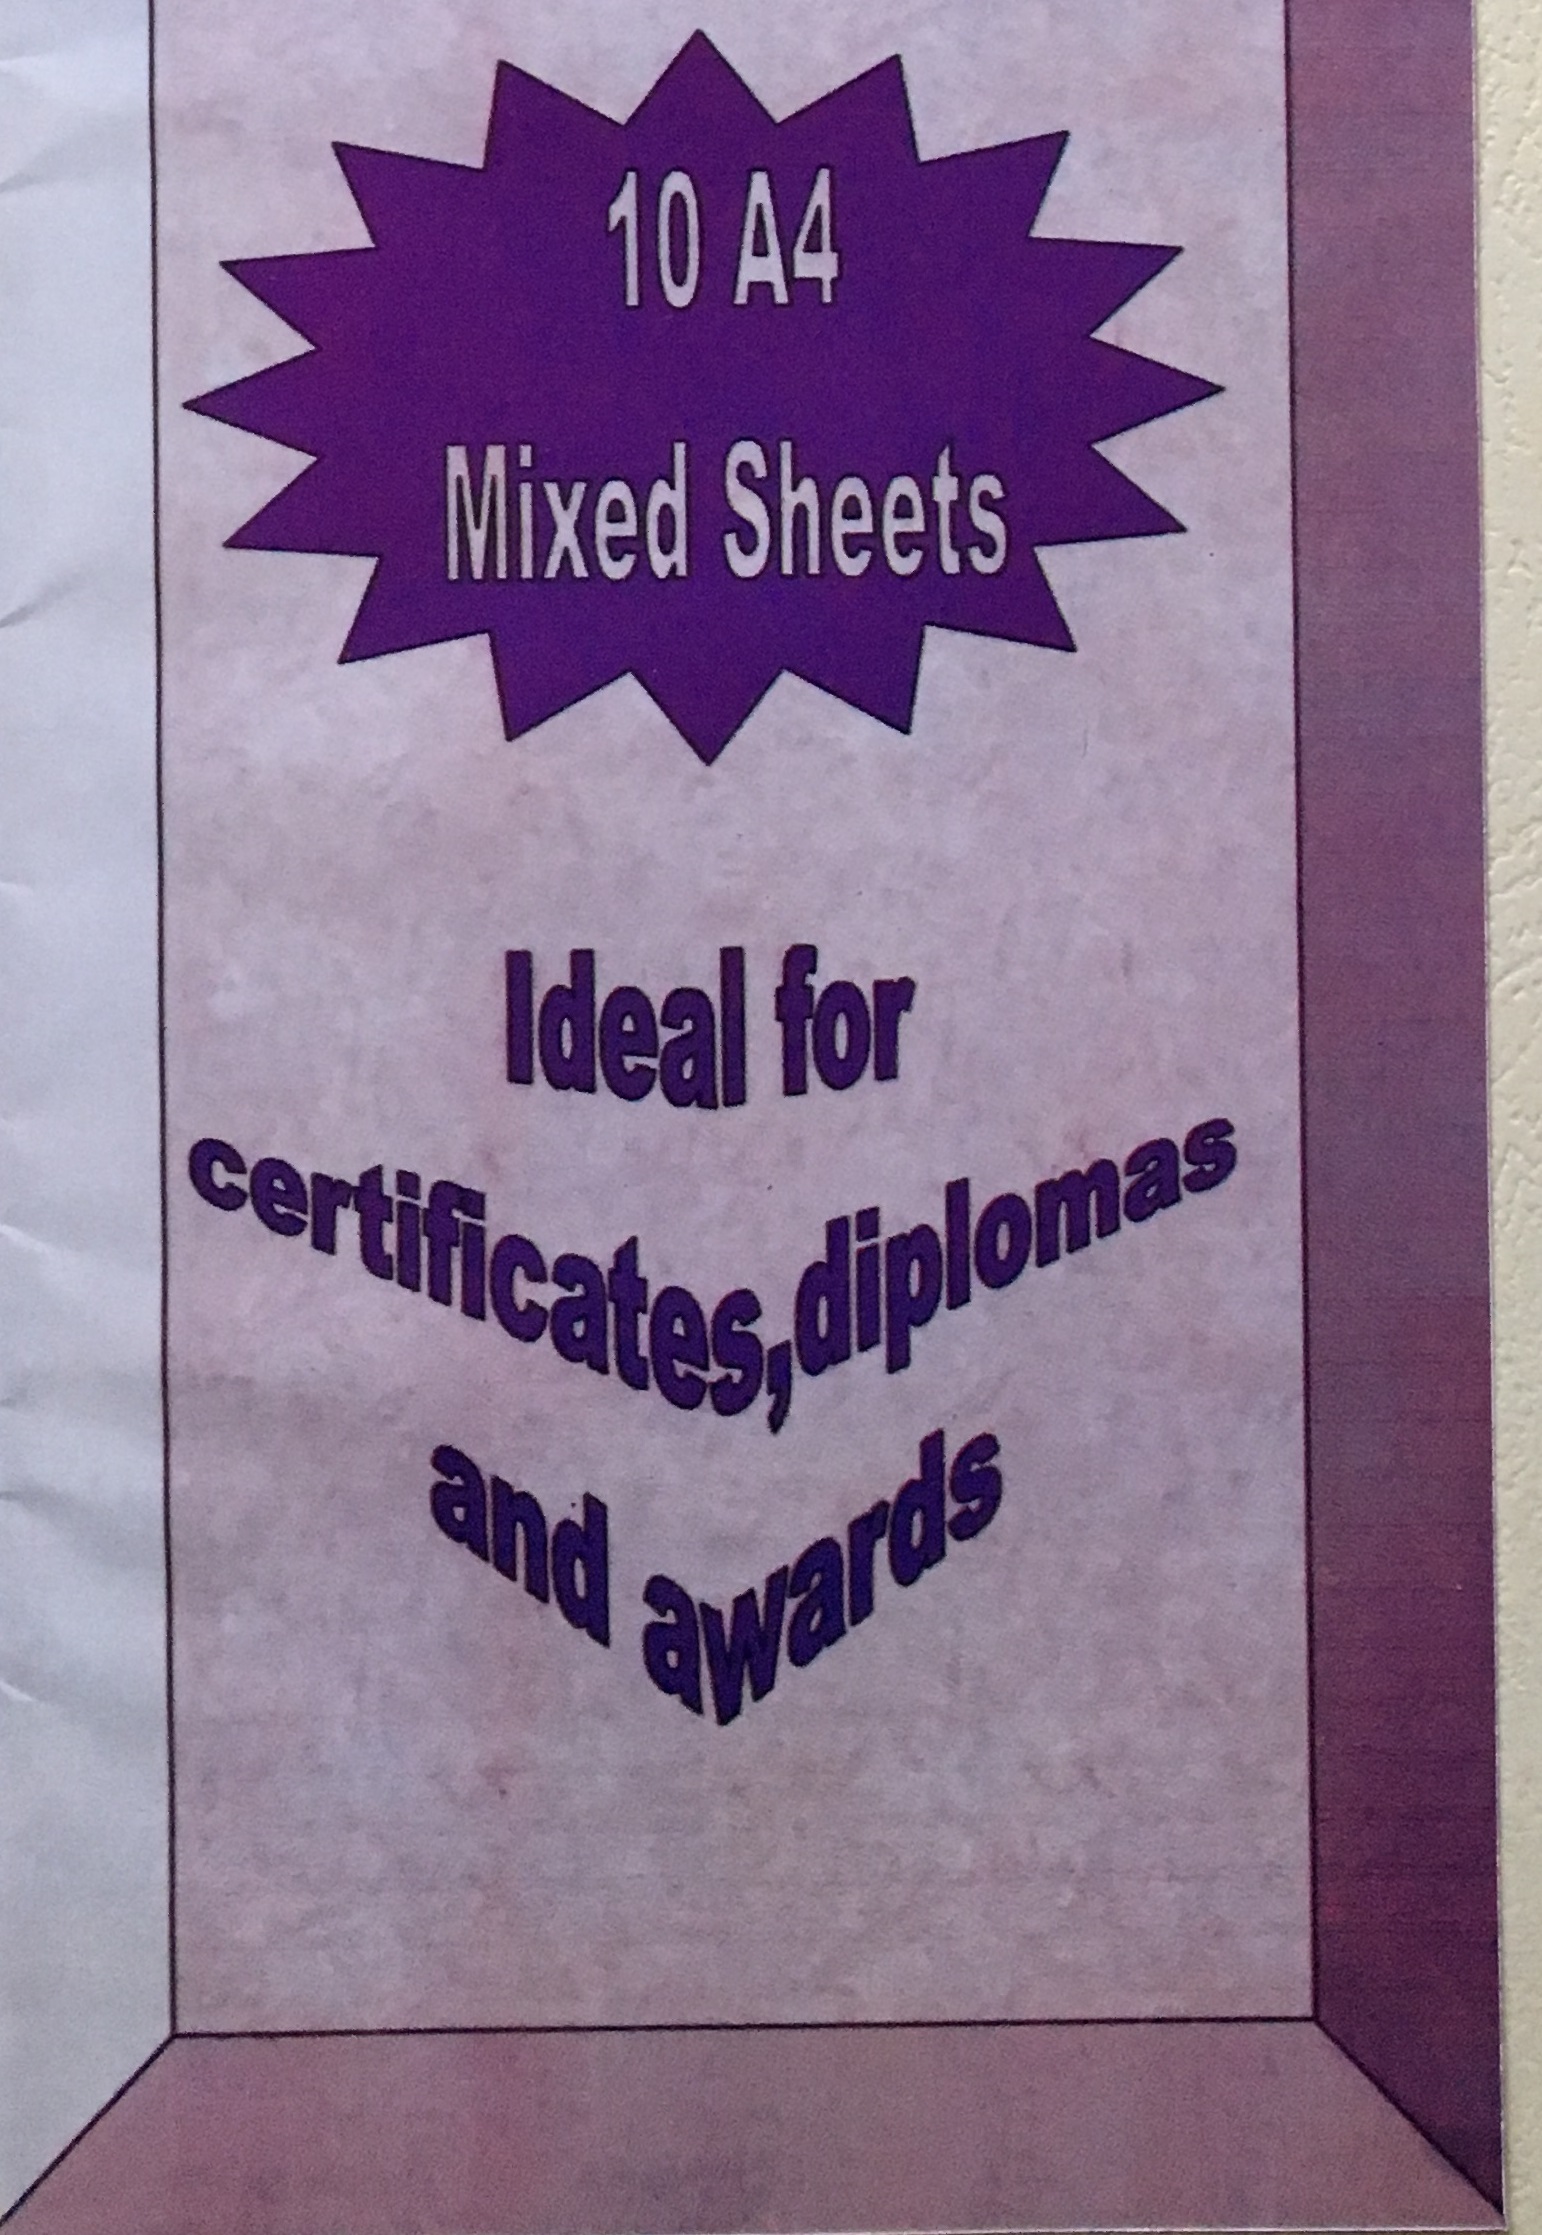 10 A4
Mixed Sheets
Ideal for
certificates,diplomas
and awards